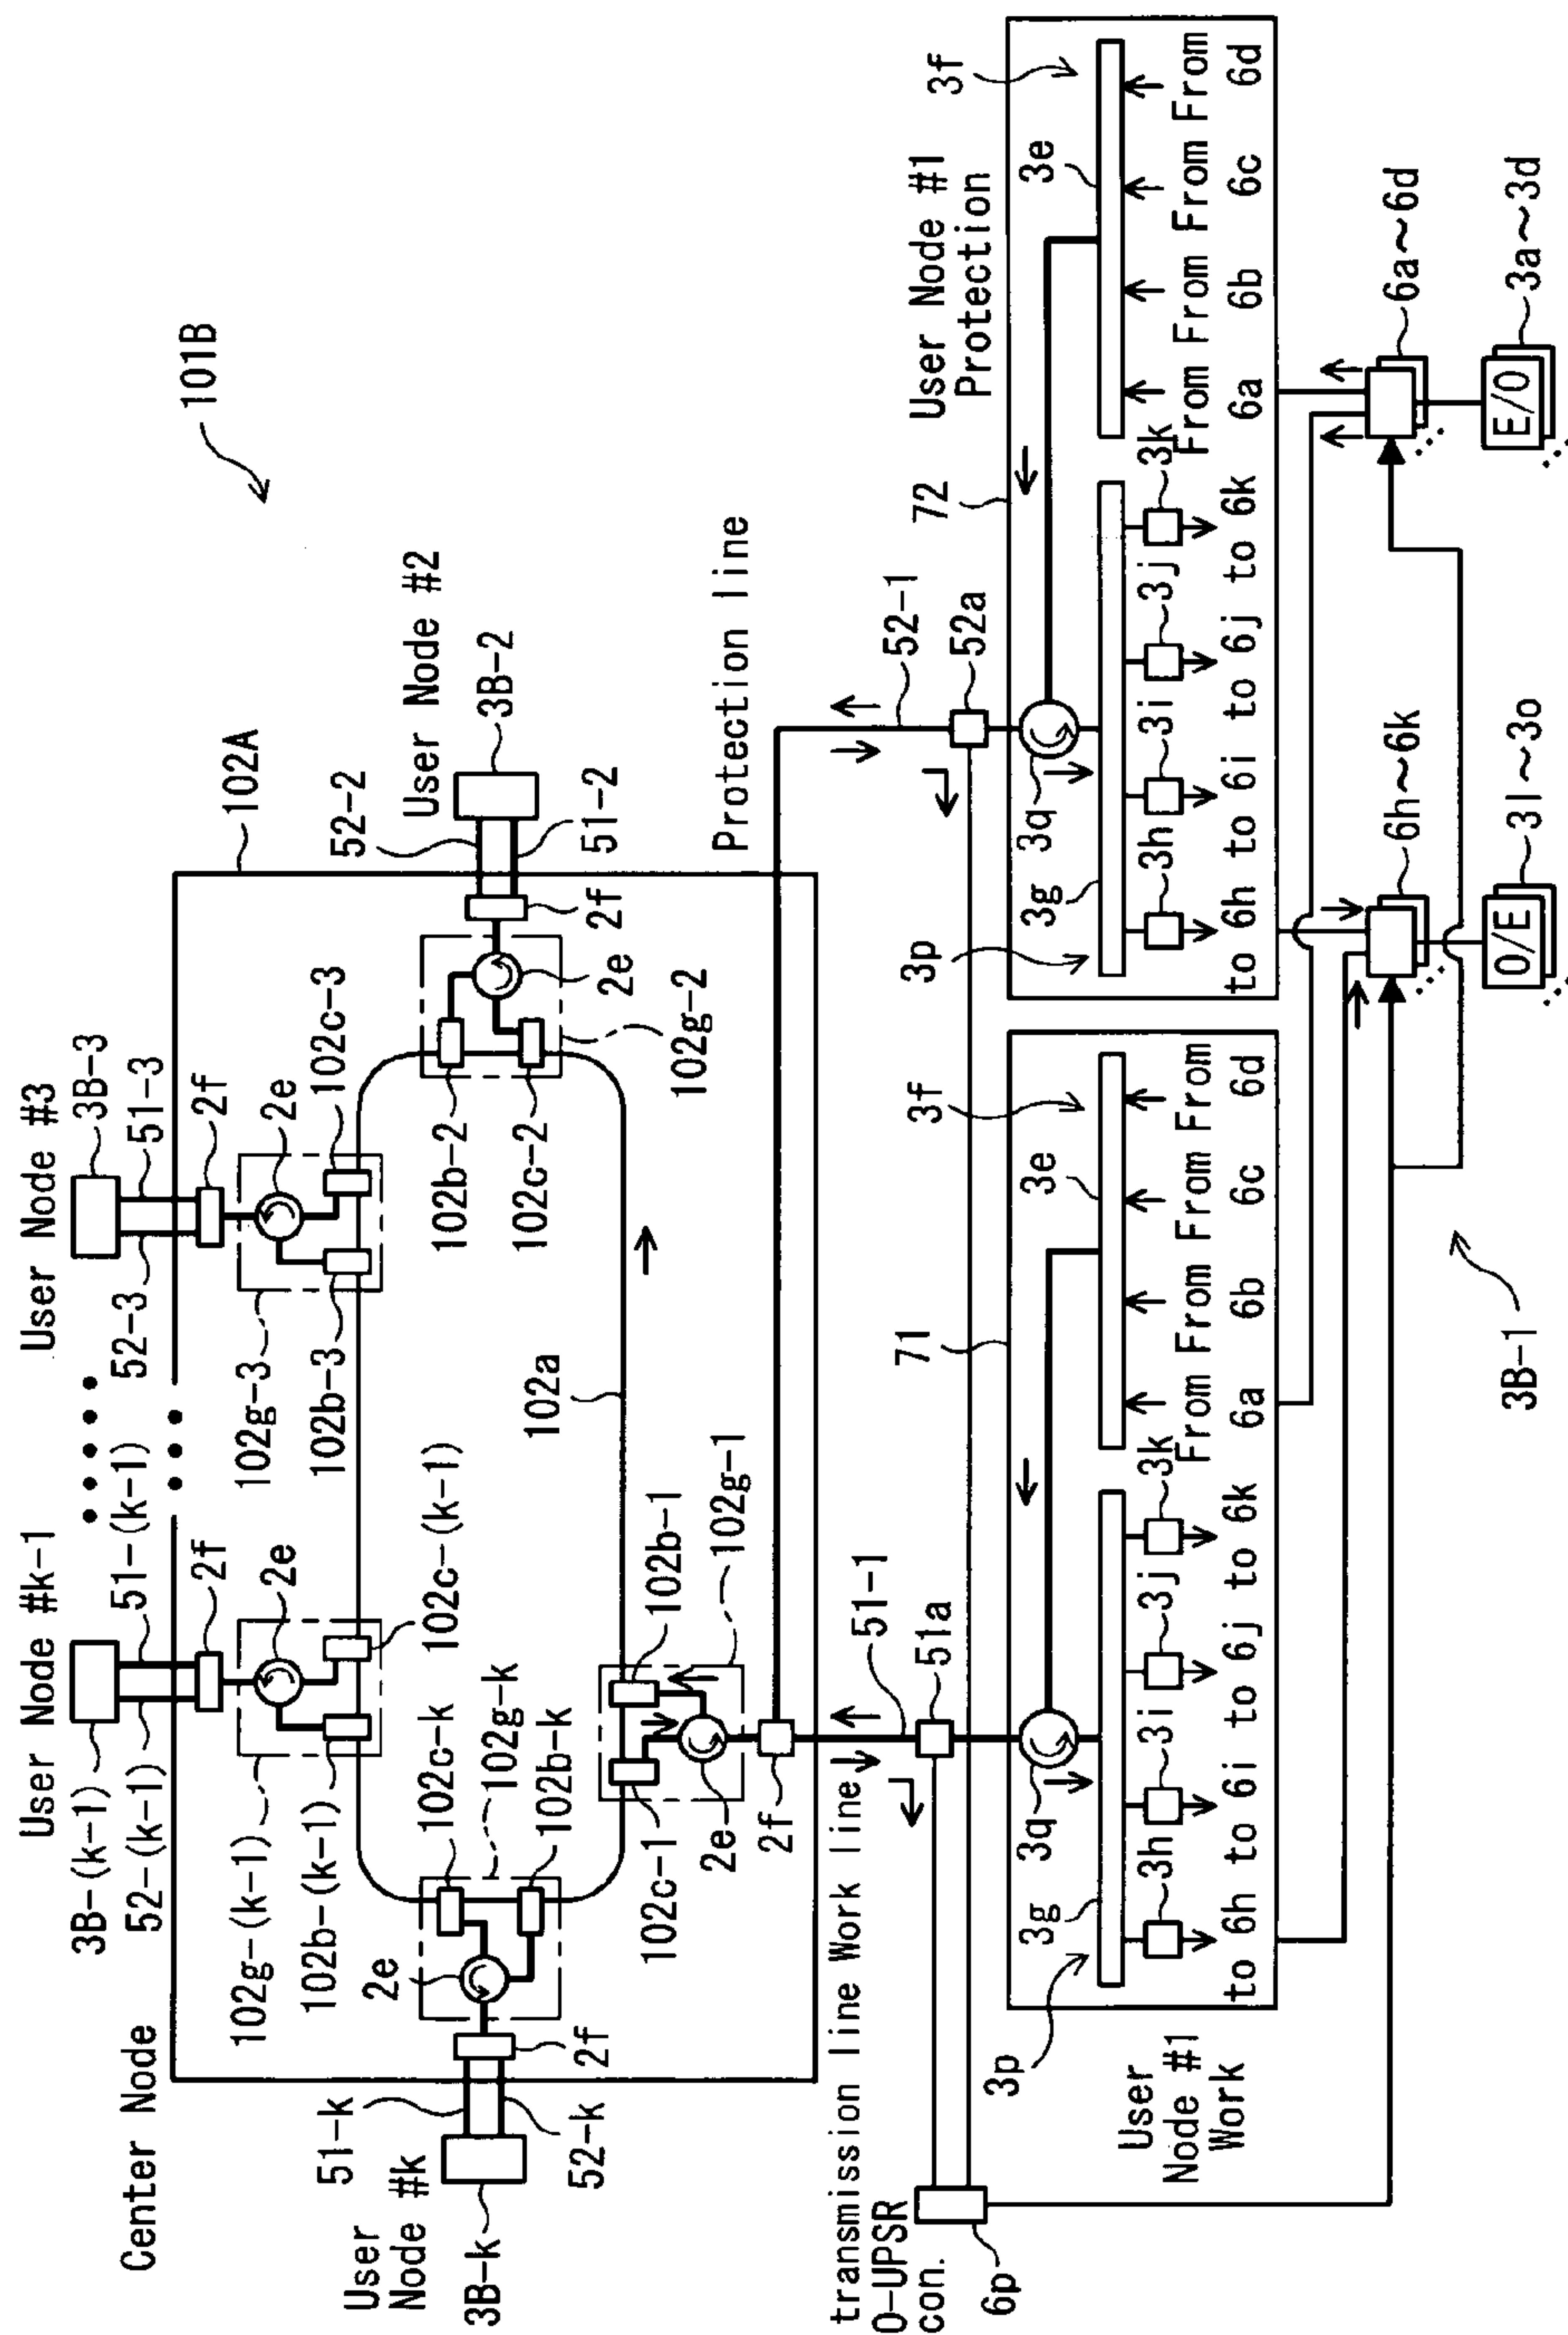 101B
User Node #k-1
3B-(k-1)
52-(k-1)
51-(k-1)
2f
2e
102g-(k-1)
102b-(k-1)
102c-(k-1)
User Node #3
3B-3
52-3
51-3
2f
2e
102g-3
102b-3
102c-3
Center Node
102A
User
Node #k
3B-k
51-k
52-k
2f
2e
102c-k
102g-k
102b-k
102a
User Node #2
3B-2
52-2
51-2
2f
2e
102b-2
102c-2
102g-2
102c-1
102b-1
102g-1
2e
2f
Protection line
transmission line Work line
51-1
51a
52-1
52a
O-UPSR
con.
6p
User
Node #1
Work
71
3p
3g
3q
3h
3i
3j
3k
to 6h to 6i to 6j to 6k
3e
3f
From From From From
6a 6b 6c 6d
User Node #1
Protection
72
3p
3g
3q
3h
3i
3j
3k
to 6h to 6i to 6j to 6k
3e
3f
From From From From
6a 6b 6c 6d
6h~6k
6a~6d
O/E
3l~3o
E/O
3a~3d
3B-1